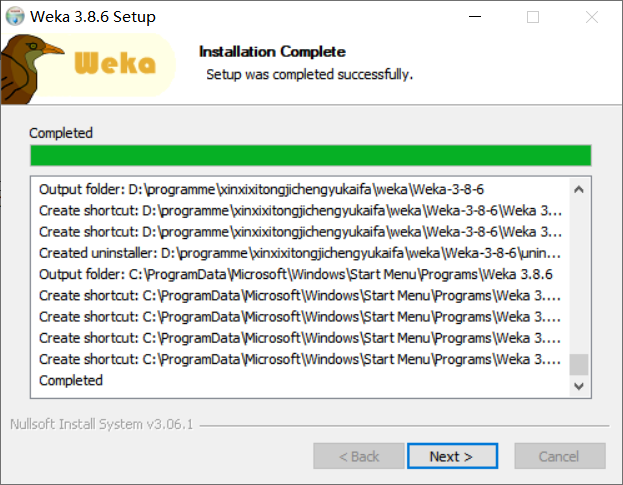 Weka 3.8.6 Setup
Weka
Installation Complete
Setup was completed successfully.
Completed
Output folder: D:\programme\xinxixitongjichengyukaifa\weka\Weka-3-8-6
Create shortcut: D:\programme\xinxixitongjichengyukaifa\weka\Weka-3-8-6\Weka 3...
Create shortcut: D:\programme\xinxixitongjichengyukaifa\weka\Weka-3-8-6\Weka 3...
Created uninstaller: D:\programme\xinxixitongjichengyukaifa\weka\Weka-3-8-6\unin...
Output folder: C:\ProgramData\Microsoft\Windows\Start Menu\Programs\Weka 3.8.6
Create shortcut: C:\ProgramData\Microsoft\Windows\Start Menu\Programs\Weka 3....
Create shortcut: C:\ProgramData\Microsoft\Windows\Start Menu\Programs\Weka 3....
Create shortcut: C:\ProgramData\Microsoft\Windows\Start Menu\Programs\Weka 3....
Create shortcut: C:\ProgramData\Microsoft\Windows\Start Menu\Programs\Weka 3....
Completed
Nullsoft Install System v3.06.1
< Back
Next >
Cancel